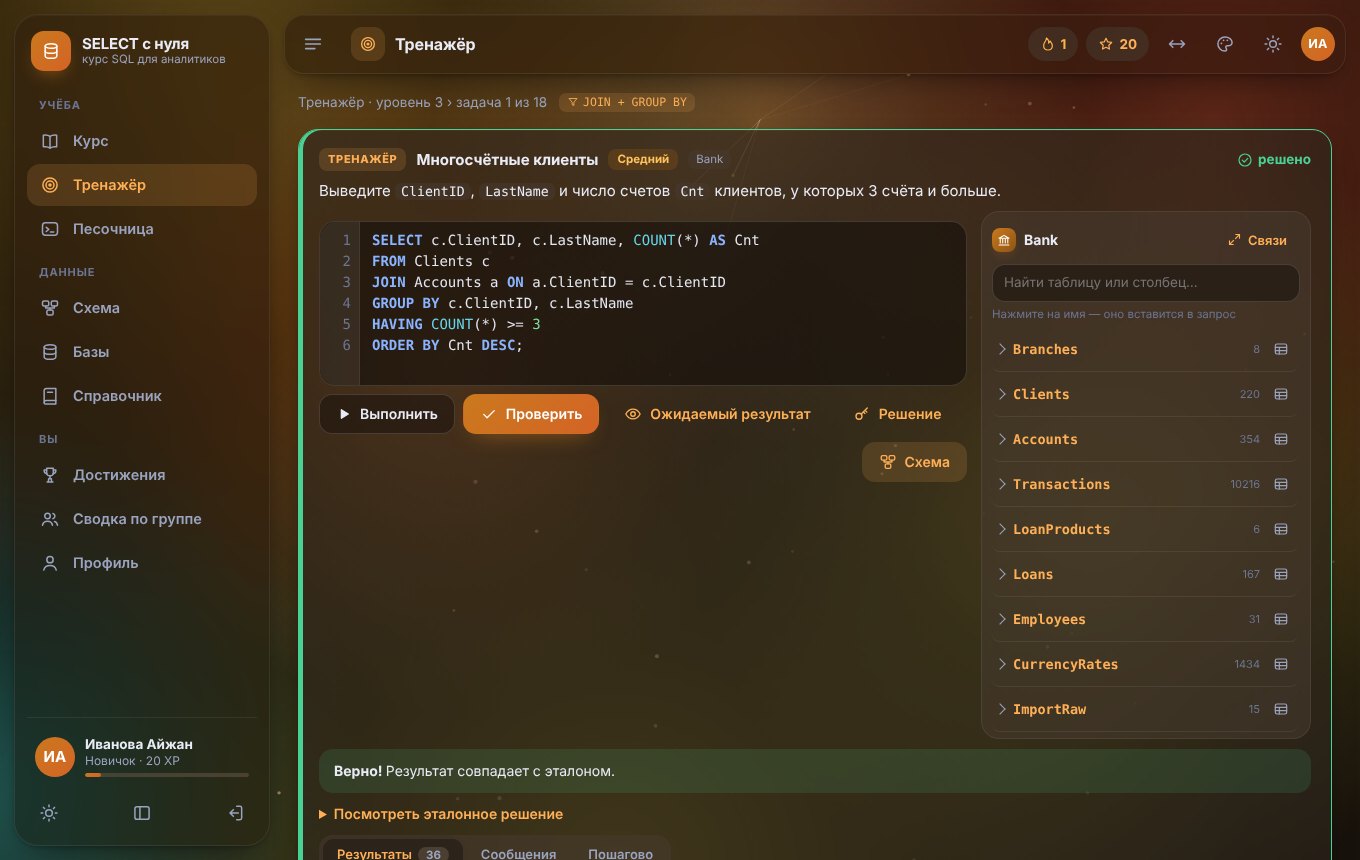 SELECT с нуля
курс SQL для аналитиков
УЧЁБА
Курс
Тренажёр
Песочница
ДАННЫЕ
Схема
Базы
Справочник
ВЫ
Достижения
Сводка по группе
Профиль
ИА
Иванова Айжан
Новичок · 20 XP
Тренажёр
1
20
ИА
Тренажёр · уровень 3 › задача 1 из 18
JOIN + GROUP BY
ТРЕНАЖЁР Многосчётные клиенты Средний Bank
решено
Выведите ClientID, LastName и число счетов Cnt клиентов, у которых 3 счёта и больше.
1 SELECT c.ClientID, c.LastName, COUNT(*) AS Cnt
2 FROM Clients c
3 JOIN Accounts a ON a.ClientID = c.ClientID
4 GROUP BY c.ClientID, c.LastName
5 HAVING COUNT(*) >= 3
6 ORDER BY Cnt DESC;
Выполнить
Проверить
Ожидаемый результат
Решение
Схема
Bank
Связи
Найти таблицу или столбец...
Нажмите на имя — оно вставится в запрос
Branches 8
Clients 220
Accounts 354
Transactions 10216
LoanProducts 6
Loans 167
Employees 31
CurrencyRates 1434
ImportRaw 15
Верно! Результат совпадает с эталоном.
Посмотреть эталонное решение
Результаты 36 Сообщения Пошагово